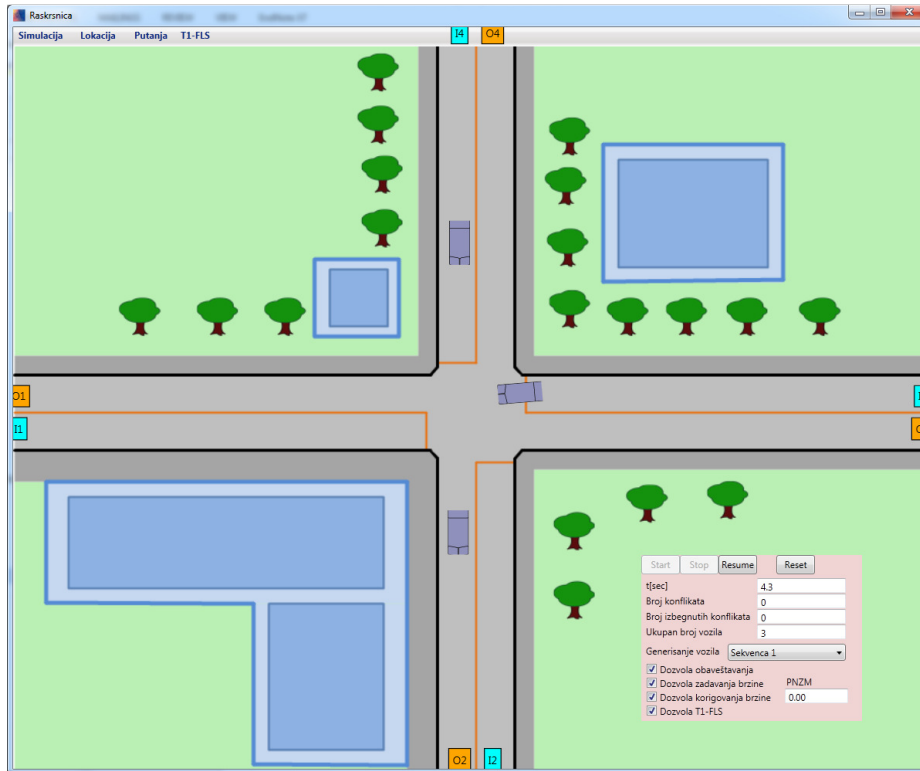 Raskrsnica
Simulacija Lokacija Putanja T1-FLS
I4 O4
O1
I1
Start Stop Resume Reset
t[sec] 4.3
Broj konflikata 0
Broj izbegnutih konflikata 0
Ukupan broj vozila 3
Generisanje vozila Sekvenca 1
Dozvola obaveštavanja
Dozvola zadavanja brzine PNZM
Dozvola korigovanja brzine 0.00
Dozvola T1-FLS
O2 I2